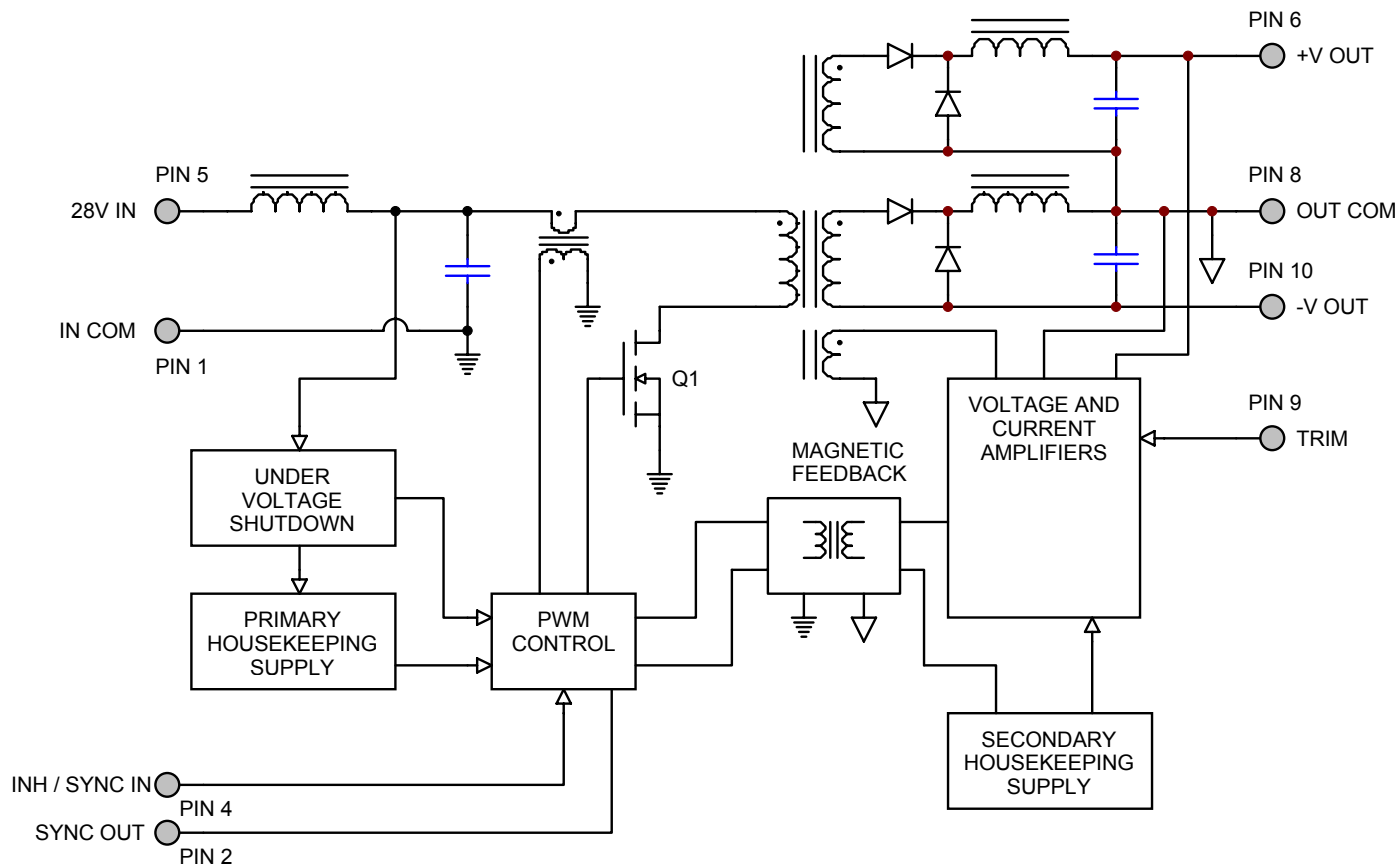 PIN 6
+V OUT
PIN 5
28V IN
PIN 8
OUT COM
PIN 10
-V OUT
IN COM
PIN 1
Q1
PIN 9
TRIM
VOLTAGE AND
CURRENT
AMPLIFIERS
MAGNETIC
FEEDBACK
UNDER
VOLTAGE
SHUTDOWN
PRIMARY
HOUSEKEEPING
SUPPLY
PWM
CONTROL
SECONDARY
HOUSEKEEPING
SUPPLY
INH / SYNC IN
PIN 4
SYNC OUT
PIN 2